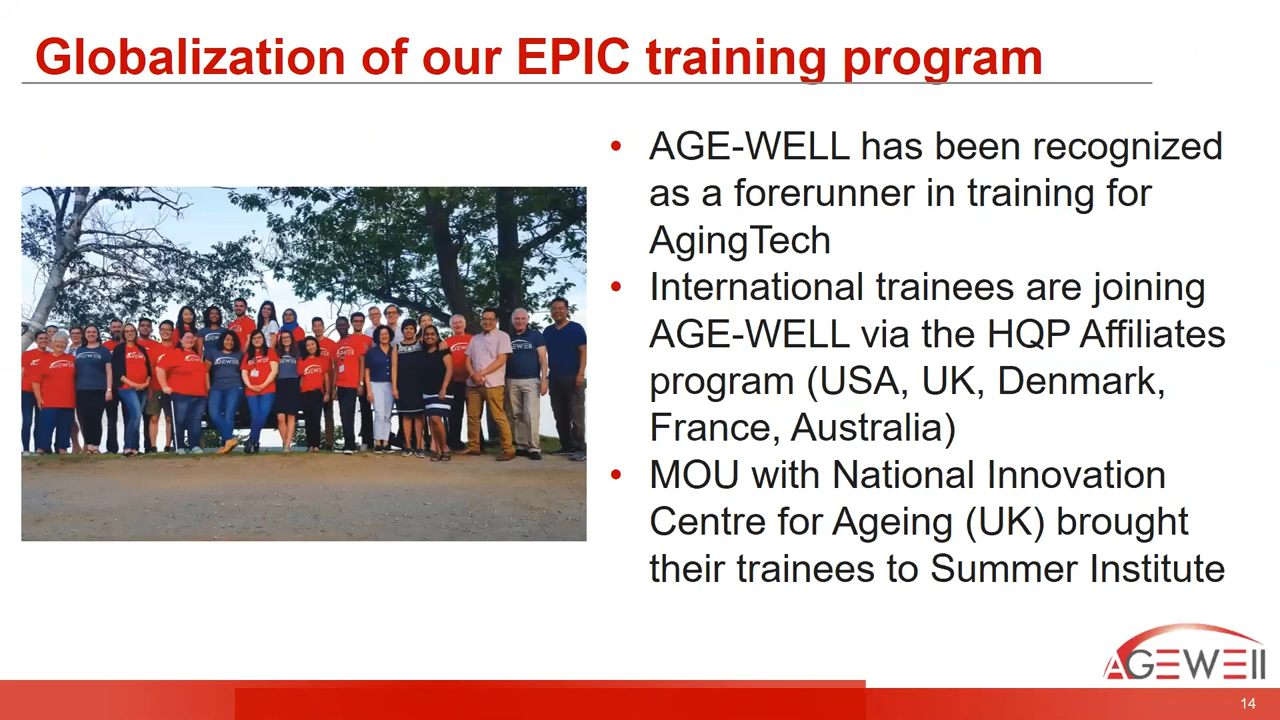 Globalization of our EPIC training program
• AGE-WELL has been recognized
as a forerunner in training for
AgingTech
• International trainees are joining
AGE-WELL via the HQP Affiliates
program (USA, UK, Denmark,
France, Australia)
• MOU with National Innovation
Centre for Ageing (UK) brought
their trainees to Summer Institute
AGEWELL
14